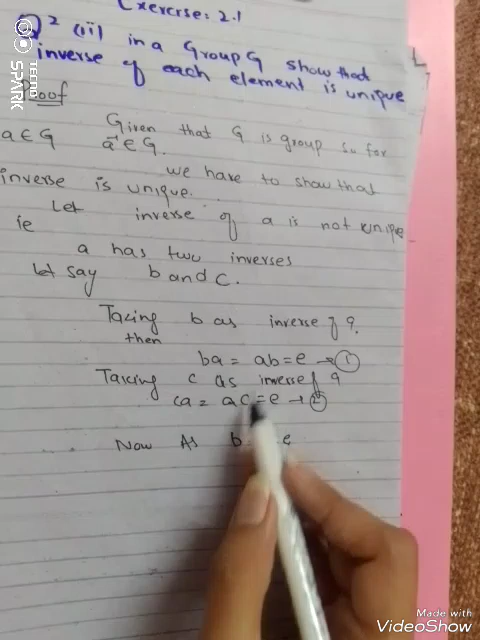 Exercise: 2.1
Q2 (ii) in a Group G show that
inverse of each element is unique
Proof
Given that G is group so for
a ∈ G a⁻¹ ∈ G.
we have to show that
inverse is unique.
Let inverse of a is not unique
ie
a has two inverses
Let say b and c.
Taking b as inverse of a.
then
ba = ab = e → ①
Taking c as inverse of a
ca = ac = e → ②
Now As b e
TECNO
SPARK
Made with
VideoShow